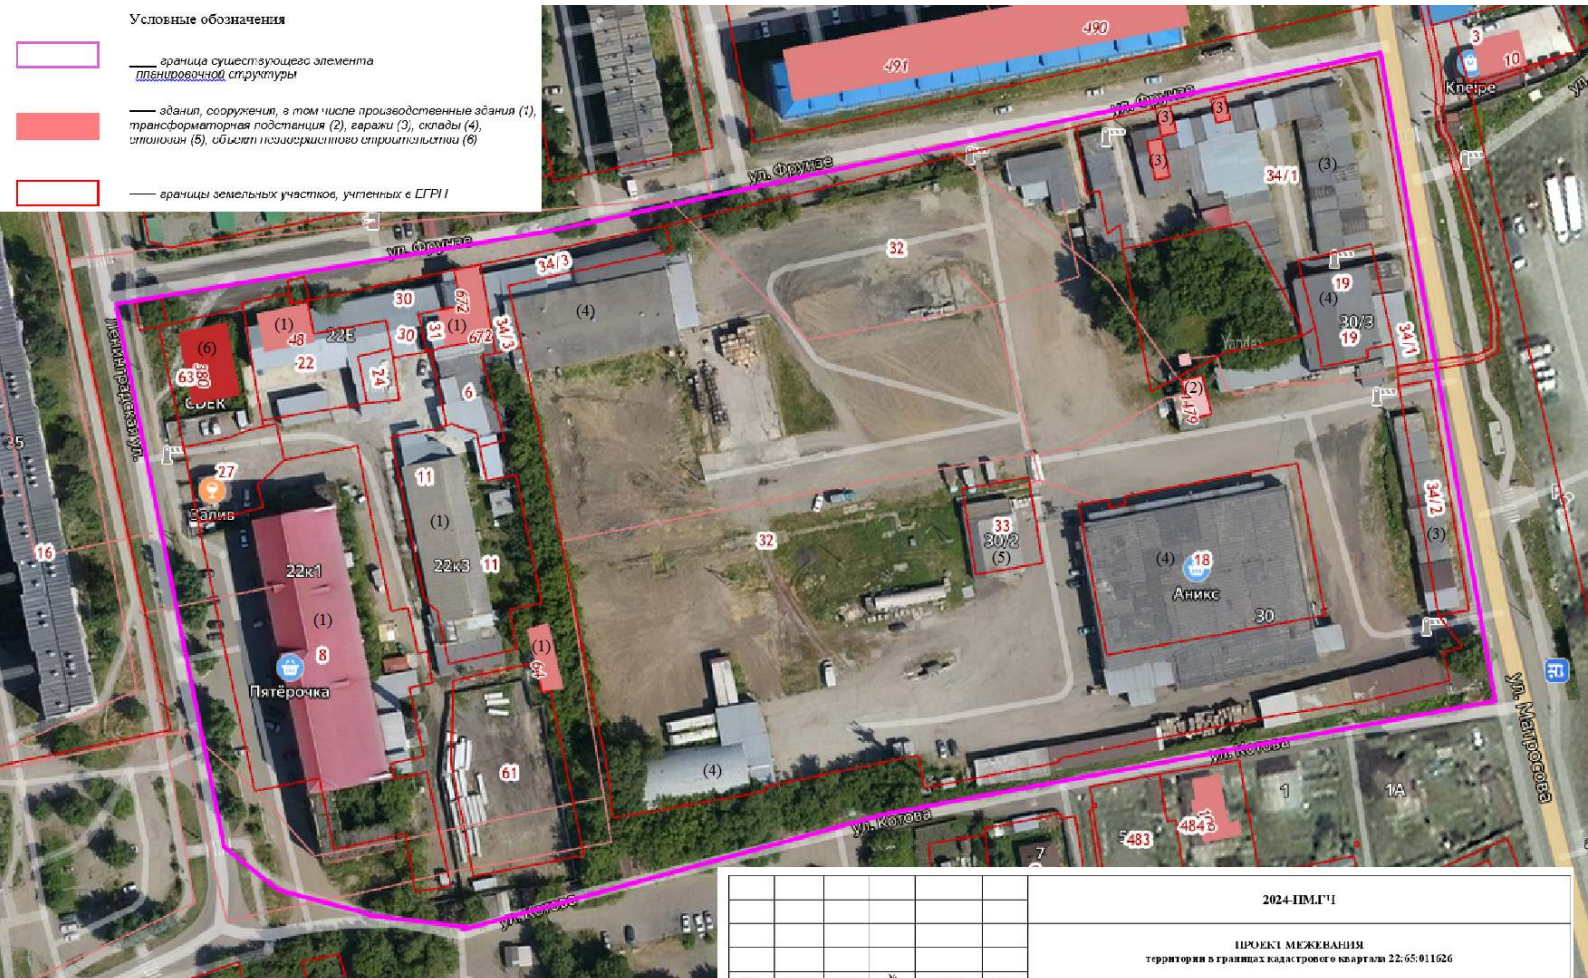 Условные обозначения
граница существующего элемента
планировочной структуры
здания, сооружения, в том числе производственные здания (1),
трансформаторная подстанция (2), гаражи (3), склады (4),
столовая (5), объект незавершенного строительства (6)
границы земельных участков, учтенных в ЕГРН
490
491
3
10
Kneipe
ул. Фрунзе
(3)
(3)
(3)
(3)
34/1
ул. Фрунзе
ул. Фрунзе
32
34/3
30
672
(4)
19
(4)
30/3
19
34/1
Yandex
(1)
48
22Е
30
31
(1)
672
34/3
(6)
380
63
22
24
6
(2)
СДЕК
Ленинградская ул.
35
27
Залив
11
(1)
22к3
11
16
22к1
(1)
8
Пятёрочка
32
33
30/2
(5)
(4)
18
Аникс
30
34/2
(3)
(1)
64
61
(4)
ул. Матросова
ул. Котова
ул. Котова
ул. Котова
1
1А
483
484
7
2024-ПМ.ГЧ
ПРОЕКТ МЕЖЕВАНИЯ
территории в границах кадастрового квартала 22:65:011626